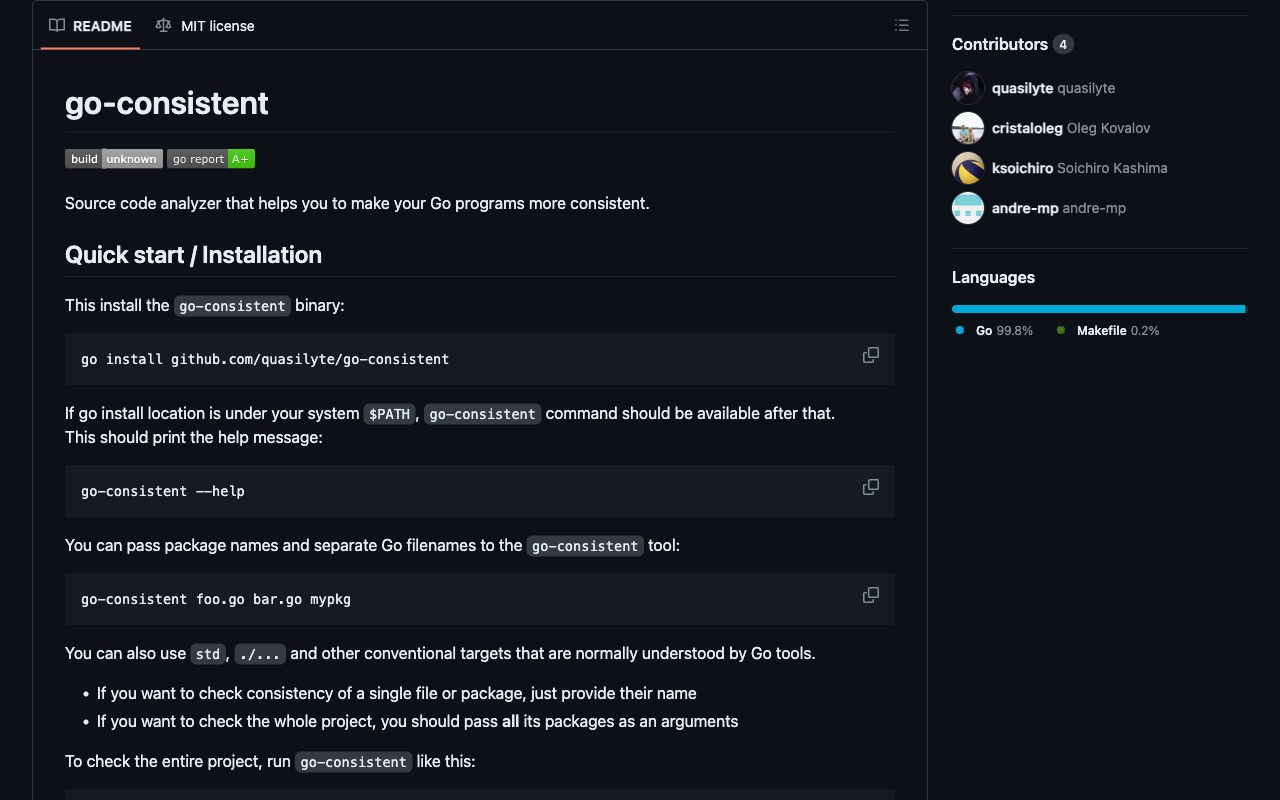 README
MIT license
go-consistent
build unknown
go report A+
Source code analyzer that helps you to make your Go programs more consistent.
Quick start / Installation
This install the go-consistent binary:
go install github.com/quasilyte/go-consistent
If go install location is under your system $PATH, go-consistent command should be available after that.
This should print the help message:
go-consistent --help
You can pass package names and separate Go filenames to the go-consistent tool:
go-consistent foo.go bar.go mypkg
You can also use std, ./... and other conventional targets that are normally understood by Go tools.
• If you want to check consistency of a single file or package, just provide their name
• If you want to check the whole project, you should pass all its packages as an arguments
To check the entire project, run go-consistent like this:
Contributors 4
quasilyte quasilyte
cristaloleg Oleg Kovalov
ksoichiro Soichiro Kashima
andre-mp andre-mp
Languages
Go 99.8%
Makefile 0.2%